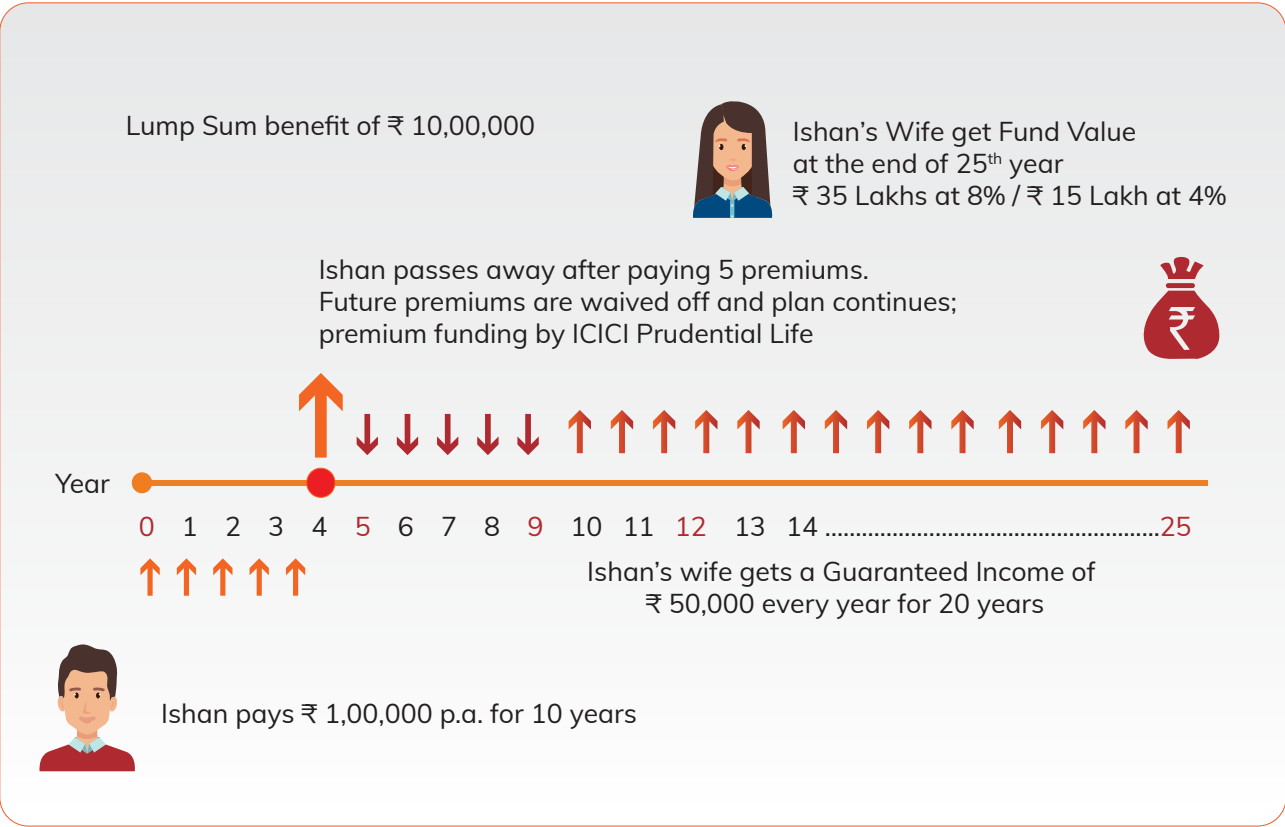 Lump Sum benefit of ₹ 10,00,000
Ishan’s Wife get Fund Value
at the end of 25th year
₹ 35 Lakhs at 8% / ₹ 15 Lakh at 4%
Ishan passes away after paying 5 premiums.
Future premiums are waived off and plan continues;
premium funding by ICICI Prudential Life
₹
Year
0 1 2 3 4 5 6 7 8 9 10 11 12 13 14 ............................................................25
Ishan’s wife gets a Guaranteed Income of
₹ 50,000 every year for 20 years
Ishan pays ₹ 1,00,000 p.a. for 10 years